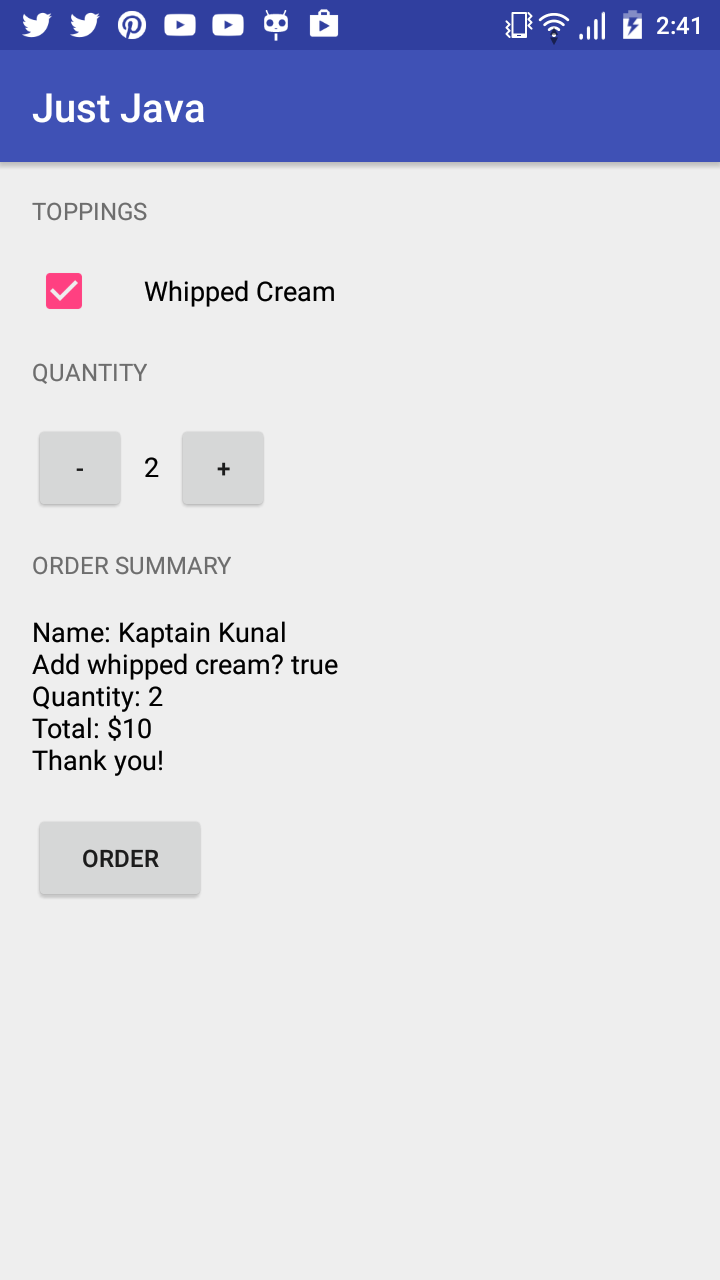 2:41
Just Java
TOPPINGS
Whipped Cream
QUANTITY
- 2 +
ORDER SUMMARY
Name: Kaptain Kunal
Add whipped cream? true
Quantity: 2
Total: $10
Thank you!
ORDER